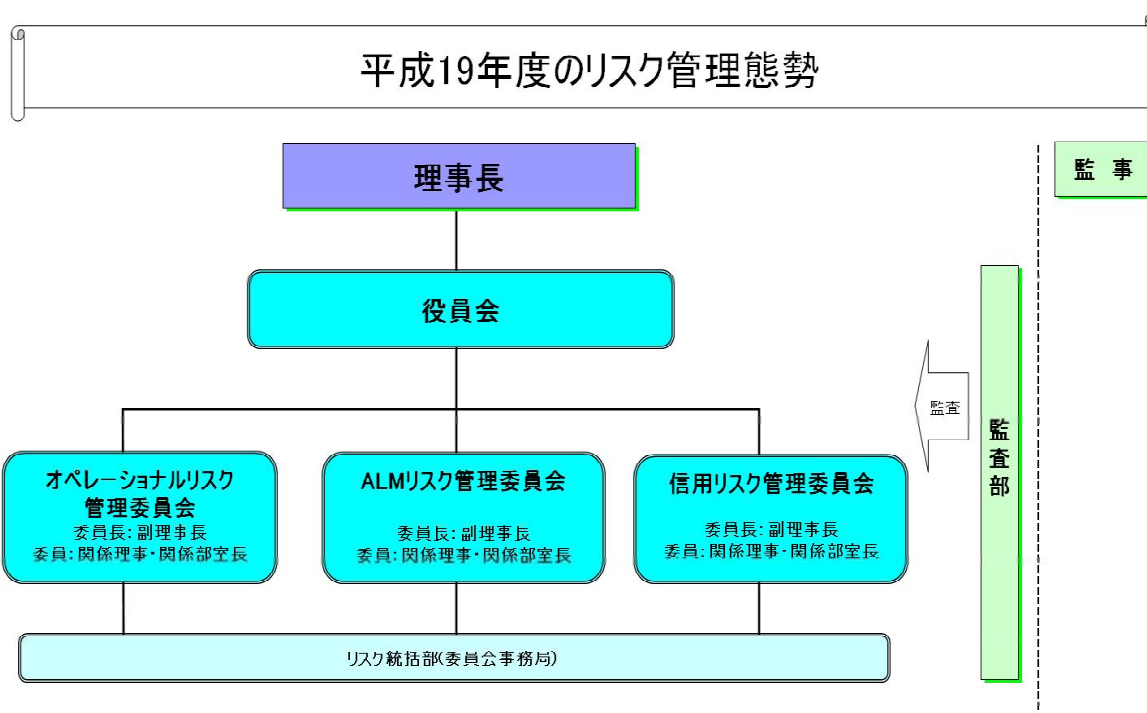 平成19年度のリスク管理態勢
理事長
監 事
役員会
監査
監査部
オペレーショナルリスク
管理委員会
委員長:副理事長
委員:関係理事・関係部室長
ALMリスク管理委員会
委員長:副理事長
委員:関係理事・関係部室長
信用リスク管理委員会
委員長:副理事長
委員:関係理事・関係部室長
リスク統括部(委員会事務局)